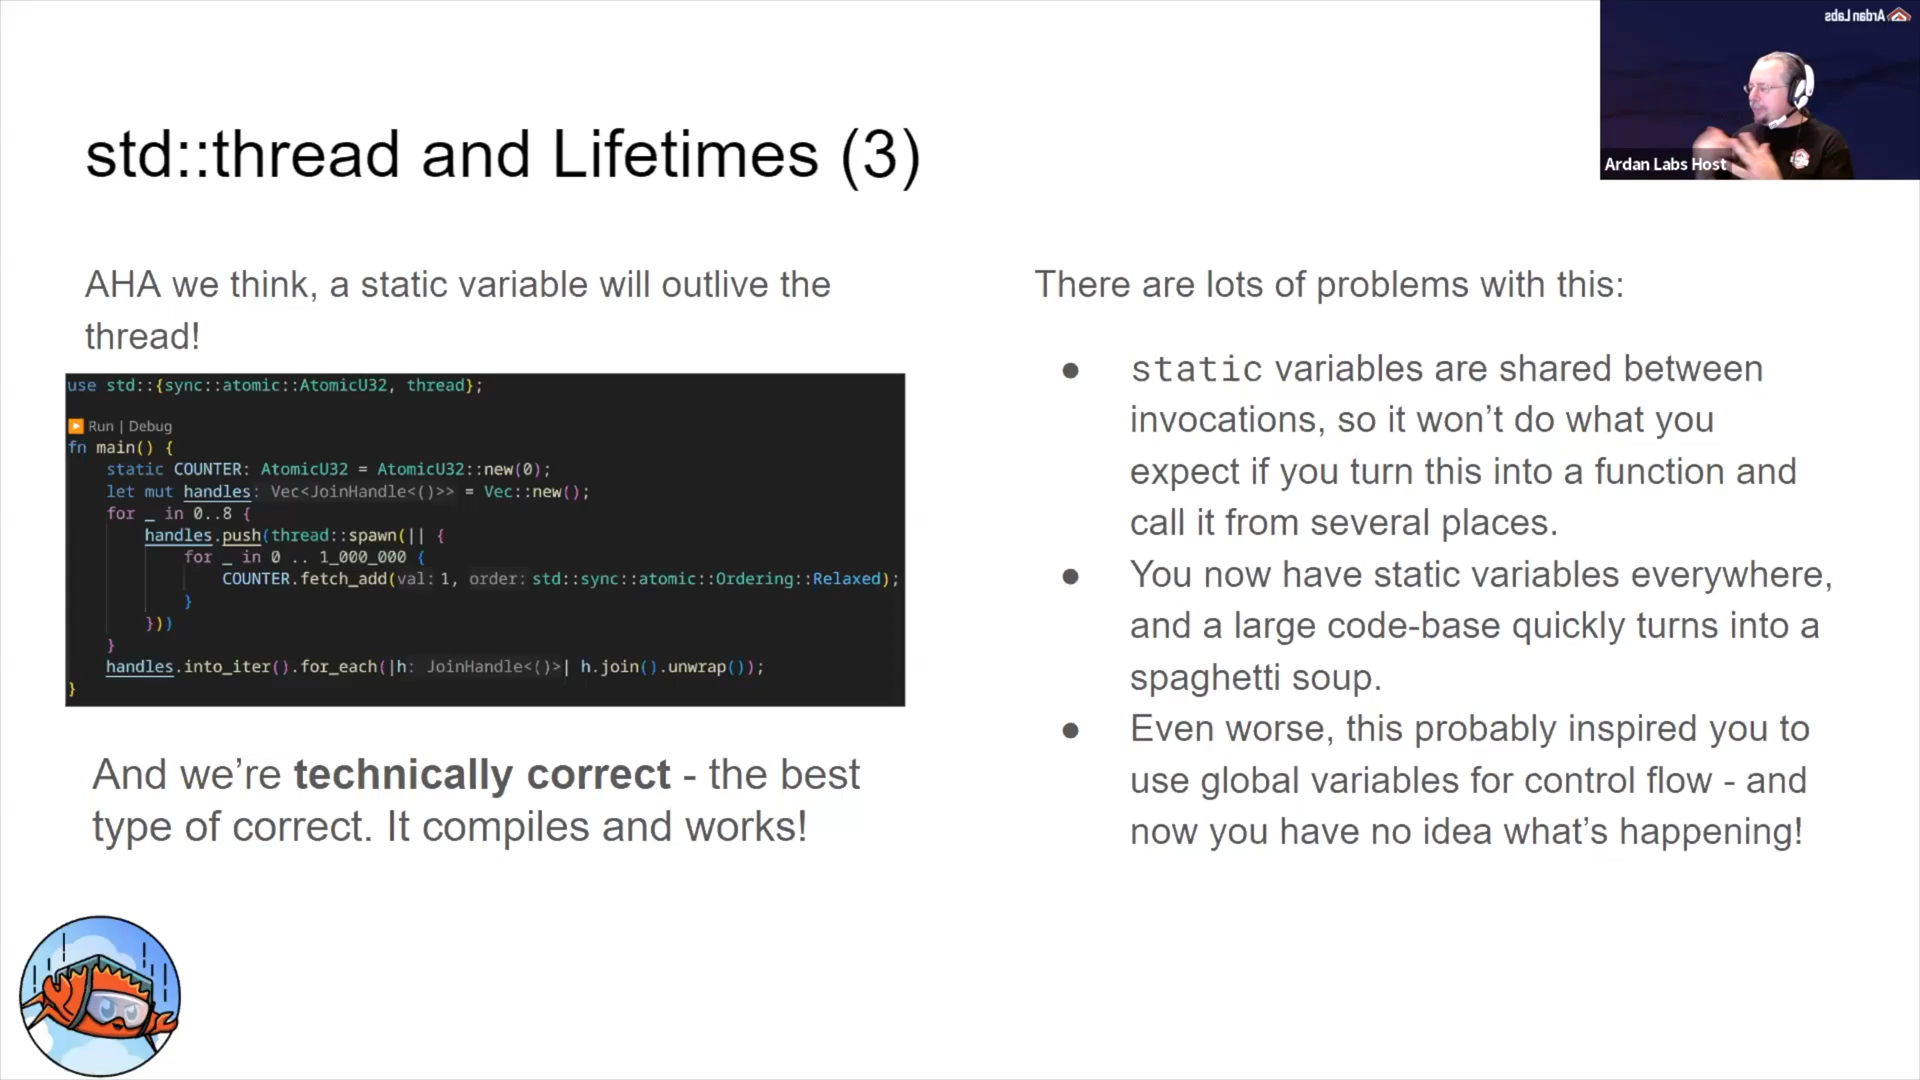 std::thread and Lifetimes (3)
Ardan Labs
Ardan Labs Host
AHA we think, a static variable will outlive the
thread!
use std::{sync::atomic::AtomicU32, thread};
Run | Debug
fn main() {
    static COUNTER: AtomicU32 = AtomicU32::new(0);
    let mut handles: Vec<JoinHandle<()>> = Vec::new();
    for _ in 0..8 {
        handles.push(thread::spawn(|| {
            for _ in 0 .. 1_000_000 {
                COUNTER.fetch_add(val: 1, order: std::sync::atomic::Ordering::Relaxed);
            }
        }))
    }
    handles.into_iter().for_each(|h: JoinHandle<()>| h.join().unwrap());
}
And we’re technically correct - the best
type of correct. It compiles and works!
There are lots of problems with this:
● static variables are shared between
invocations, so it won’t do what you
expect if you turn this into a function and
call it from several places.
● You now have static variables everywhere,
and a large code-base quickly turns into a
spaghetti soup.
● Even worse, this probably inspired you to
use global variables for control flow - and
now you have no idea what’s happening!